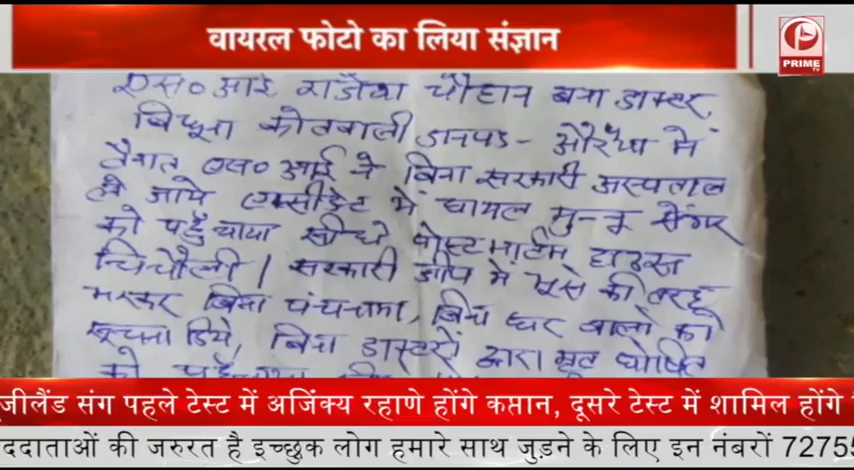 वायरल फोटो का लिया संज्ञान
PRIME
TV
एस० आई राजेश चौहान बना डाक्टर,
बिधूना कोतवाली जनपद - औरैया में
तैनात एस० आई ने बिना सरकारी अस्पताल
ले जाये एक्सीडेंट में घायल मुन्नू सेंगर
को पहुँचाया सीधे पोस्टमार्टम हाउस
चिचौली। सरकारी जीप में भूसे की तरह
भरकर बिना पंचनामा, बिना घर वालों को
सूचना दिये, बिना डाक्टरों द्वारा मृत घोषित
जीलैंड संग पहले टेस्ट में अजिंक्य रहाणे होंगे कप्तान, दूसरे टेस्ट में शामिल होंगे
ददाताओं की जरुरत है इच्छुक लोग हमारे साथ जुड़ने के लिए इन नंबरों 7275